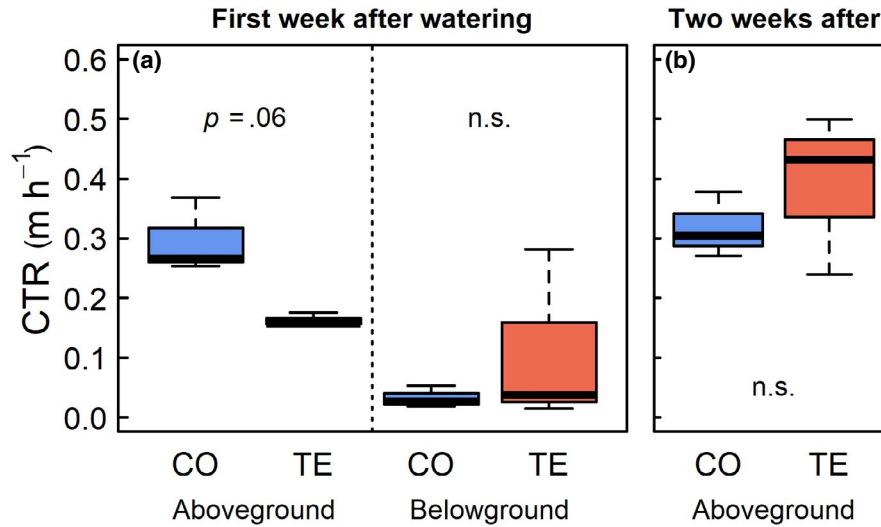 First week after watering
Two weeks after
(a)
(b)
p = .06
n.s.
n.s.
CTR (m h⁻¹)
0.6
0.5
0.4
0.3
0.2
0.1
0.0
CO TE CO TE CO TE
Aboveground Belowground Aboveground